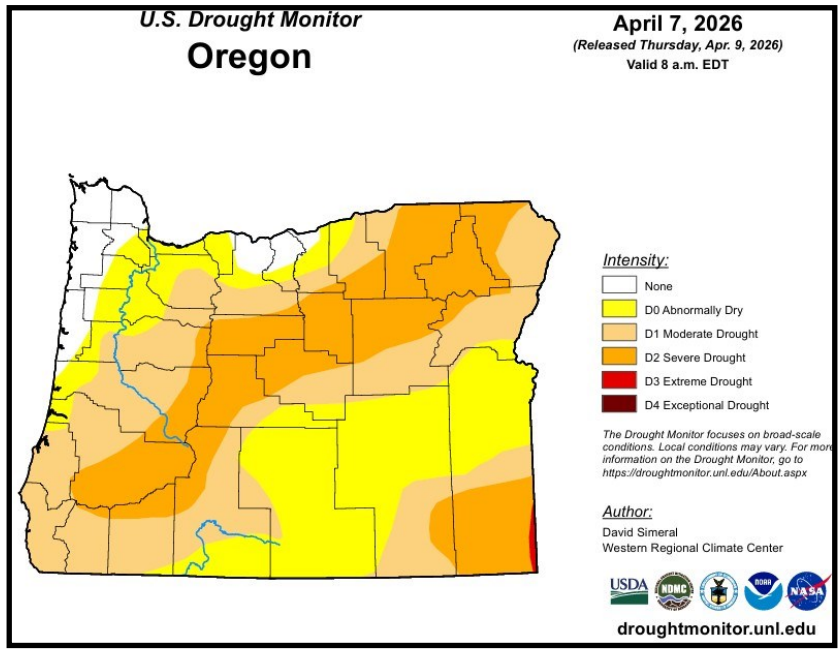 U.S. Drought Monitor
Oregon
April 7, 2026
(Released Thursday, Apr. 9, 2026)
Valid 8 a.m. EDT
Intensity:
None
D0 Abnormally Dry
D1 Moderate Drought
D2 Severe Drought
D3 Extreme Drought
D4 Exceptional Drought
The Drought Monitor focuses on broad-scale
conditions. Local conditions may vary. For more
information on the Drought Monitor, go to
https://droughtmonitor.unl.edu/About.aspx
Author:
David Simeral
Western Regional Climate Center
USDA
NDMC
NOAA
NASA
droughtmonitor.unl.edu